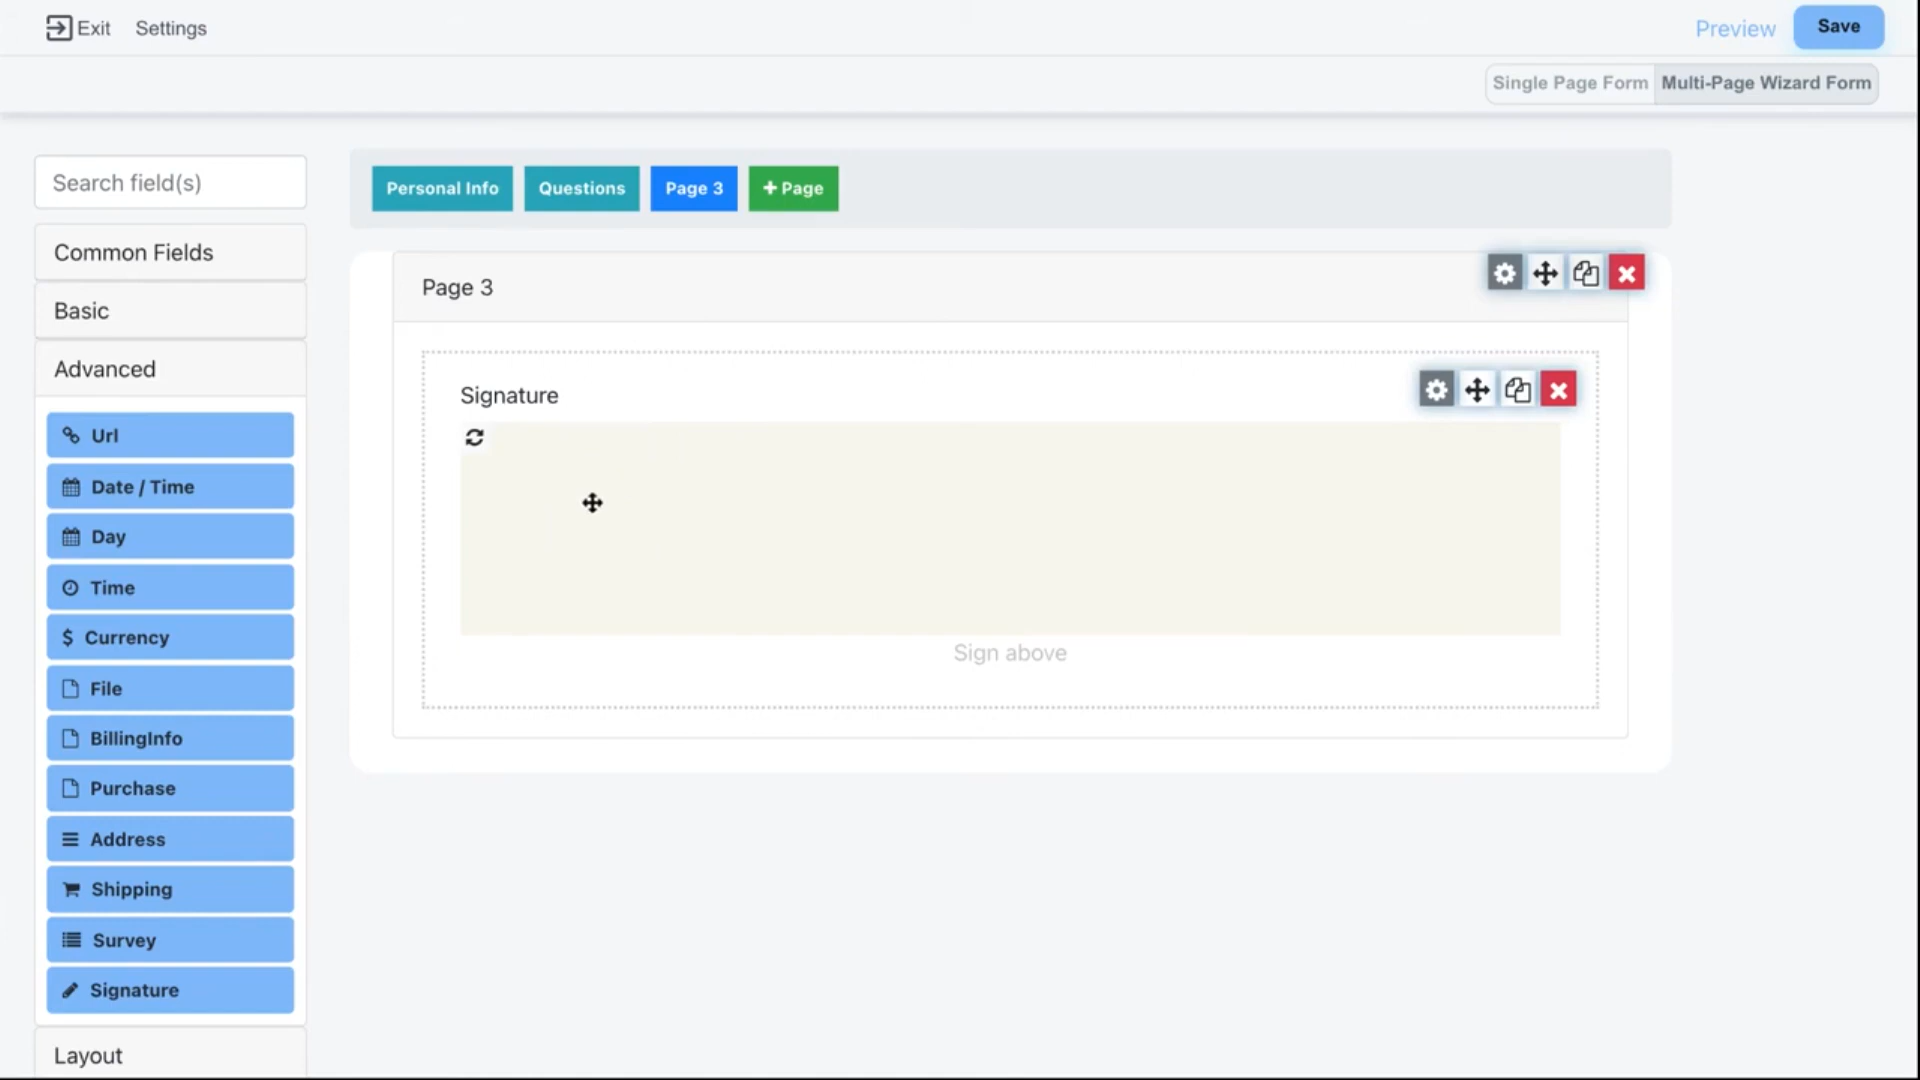 Exit Settings Preview Save
Single Page Form Multi-Page Wizard Form
Search field(s)
Common Fields
Basic
Advanced
Url
Date / Time
Day
Time
$ Currency
File
BillingInfo
Purchase
Address
Shipping
Survey
Signature
Layout
Personal Info Questions Page 3 + Page
Page 3
Signature
Sign above